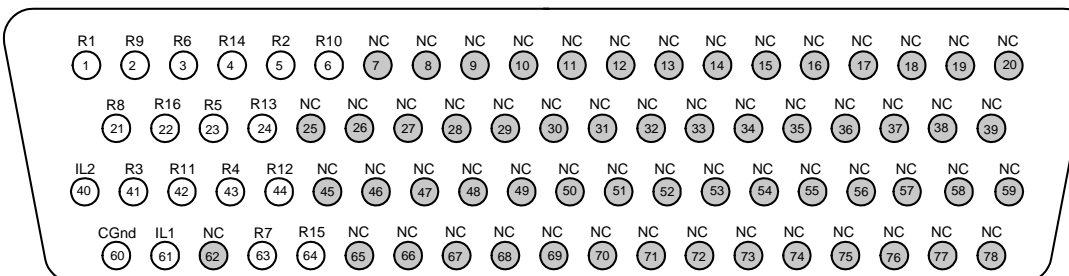 R1 R9 R6 R14 R2 R10 NC NC NC NC NC NC NC NC NC NC NC NC NC NC
1 2 3 4 5 6 7 8 9 10 11 12 13 14 15 16 17 18 19 20
R8 R16 R5 R13 NC NC NC NC NC NC NC NC NC NC NC NC NC NC NC
21 22 23 24 25 26 27 28 29 30 31 32 33 34 35 36 37 38 39
IL2 R3 R11 R4 R12 NC NC NC NC NC NC NC NC NC NC NC NC NC NC NC
40 41 42 43 44 45 46 47 48 49 50 51 52 53 54 55 56 57 58 59
CGnd IL1 NC R7 R15 NC NC NC NC NC NC NC NC NC NC NC NC NC NC
60 61 62 63 64 65 66 67 68 69 70 71 72 73 74 75 76 77 78